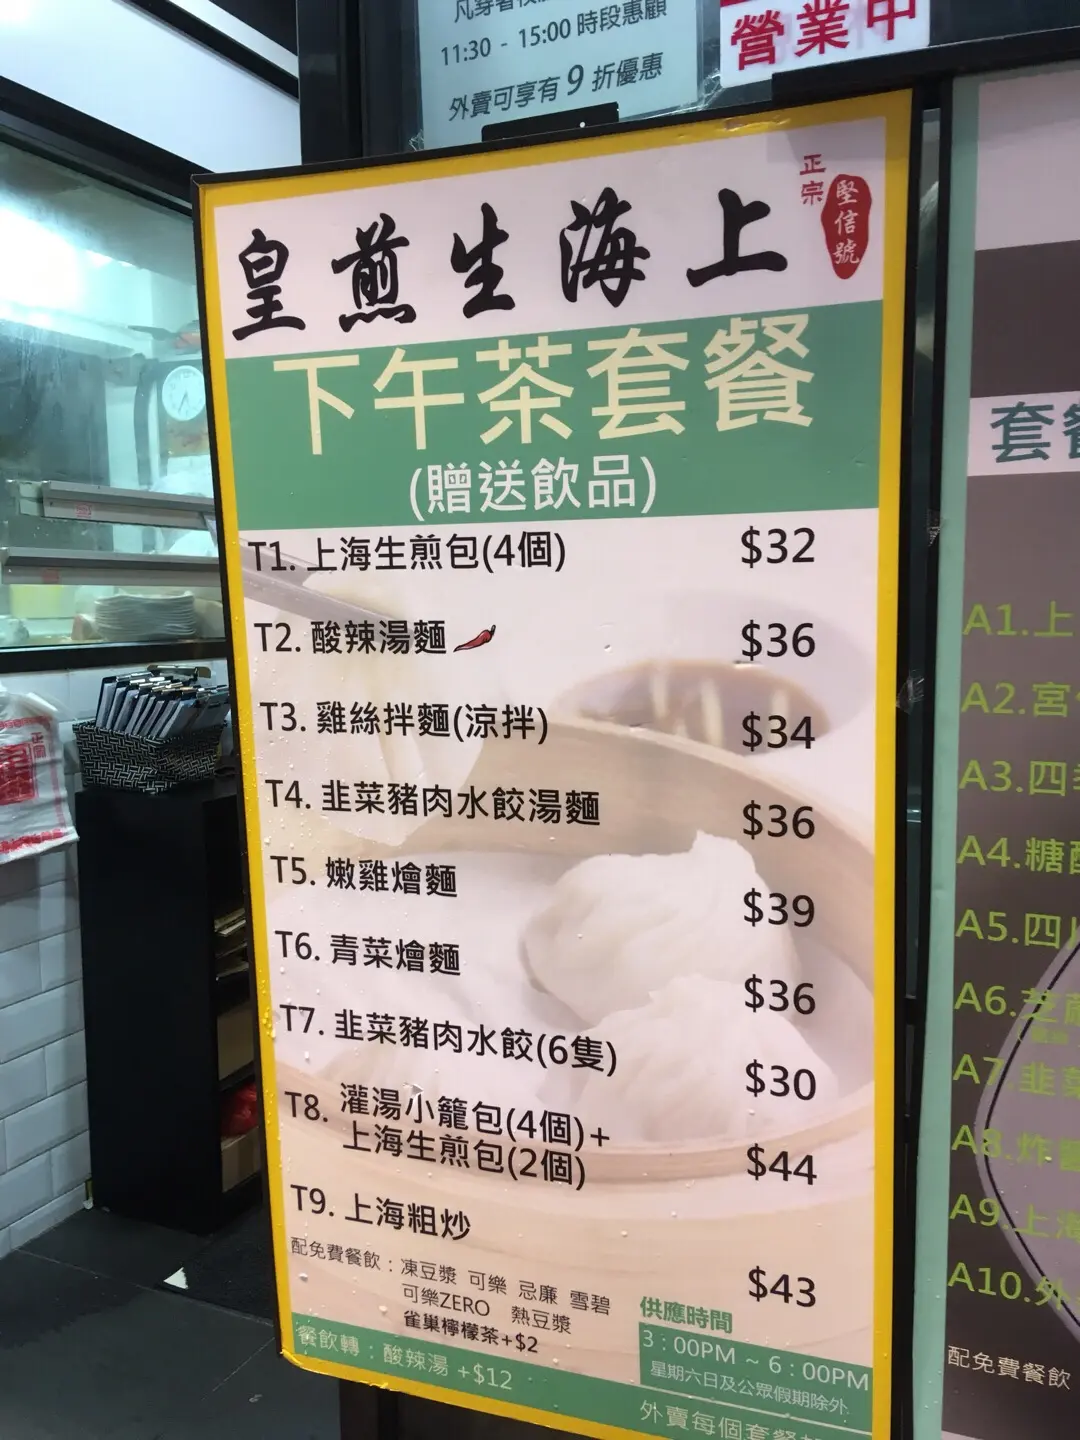 11:30 - 15:00 時段惠顧
外賣可享有 9 折優惠
營業中
皇煎生海上
正宗
堅信號
下午茶套餐
(贈送飲品)
T1. 上海生煎包(4個) $32
T2. 酸辣湯麵 $36
T3. 雞絲拌麵(涼拌) $34
T4. 韭菜豬肉水餃湯麵 $36
T5. 嫩雞燴麵 $39
T6. 青菜燴麵 $36
T7. 韭菜豬肉水餃(6隻) $30
T8. 灌湯小籠包(4個)+
上海生煎包(2個) $44
T9. 上海粗炒 $43
配免費餐飲：凍豆漿 可樂 忌廉 雪碧
可樂ZERO 熱豆漿
雀巢檸檬茶+$2
餐飲轉：酸辣湯 +$12
供應時間
3：00PM ~ 6：00PM
星期六日及公眾假期除外
外賣每個套餐
套
A1.上
A2.宮
A3.四
A4.糖
A5.四
A6.芝
A7.韭
A8.炸
A9.上
A10.外
配免費餐飲